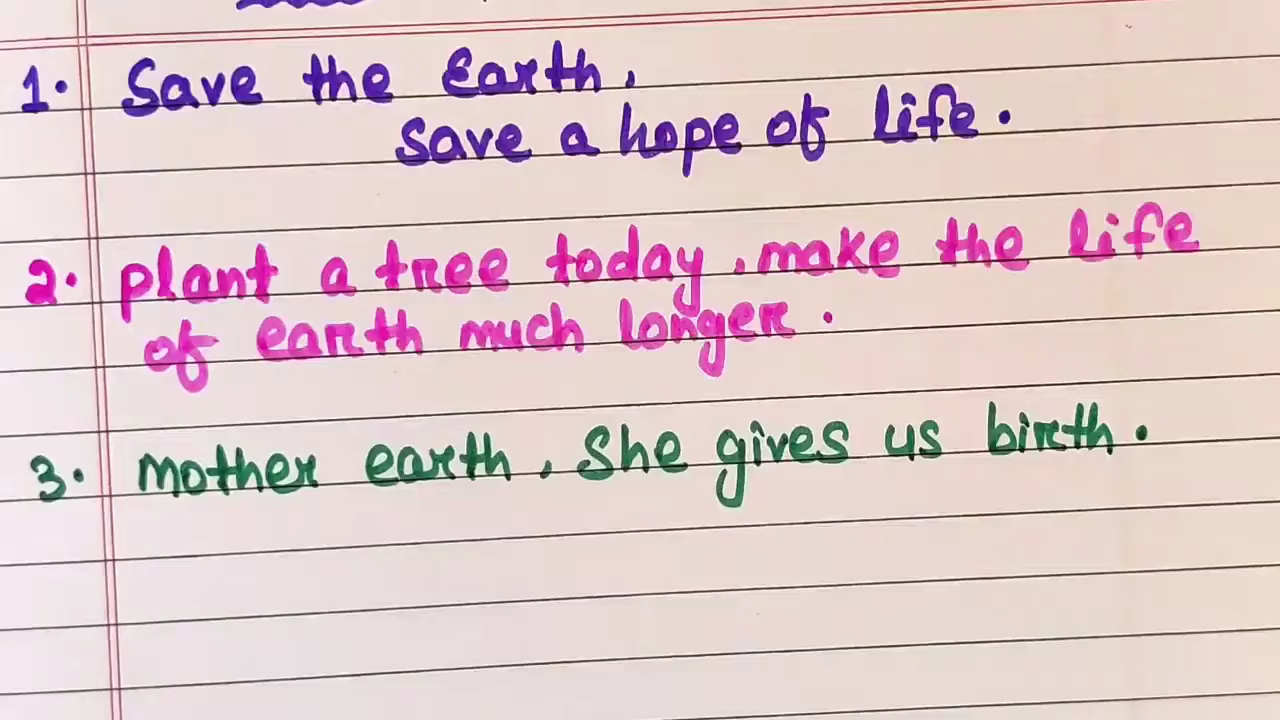 1. Save the Earth,
save a hope of life.
2. plant a tree today, make the life
of earth much longer.
3. mother earth, She gives us birth.